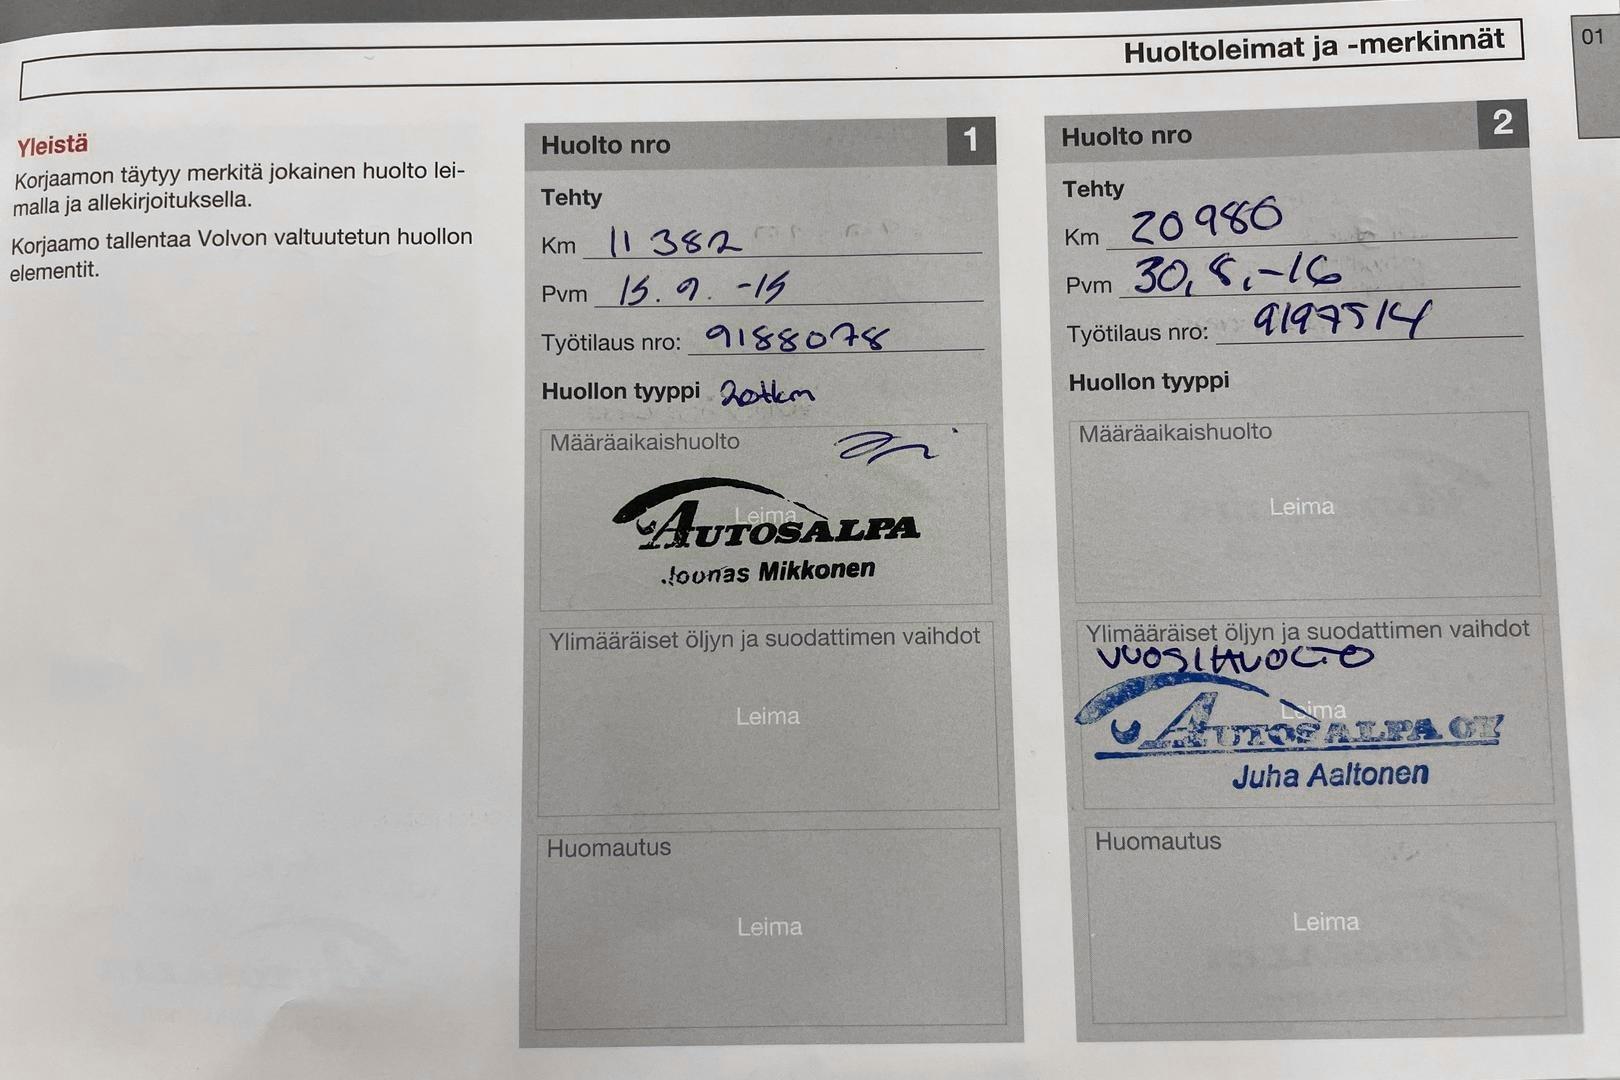 Huoltoleimat ja -merkinnät
01
Yleistä
Korjaamon täytyy merkitä jokainen huolto lei-
malla ja allekirjoituksella.
Korjaamo tallentaa Volvon valtuutetun huollon
elementit.
Huolto nro 1
Tehty
Km 11 382
Pvm 15. 9. -15
Työtilaus nro: 9188078
Huollon tyyppi 20tkm
Määräaikaishuolto
Leima
AUTOSALPA
Joonas Mikkonen
Ylimääräiset öljyn ja suodattimen vaihdot
Leima
Huomautus
Leima
Huolto nro 2
Tehty
Km 20 980
Pvm 30, 8, -16
Työtilaus nro: 9197514
Huollon tyyppi
Määräaikaishuolto
Leima
Ylimääräiset öljyn ja suodattimen vaihdot
VUOSIHUOLTO
Leima
AUTOSALPA OY
Juha Aaltonen
Huomautus
Leima